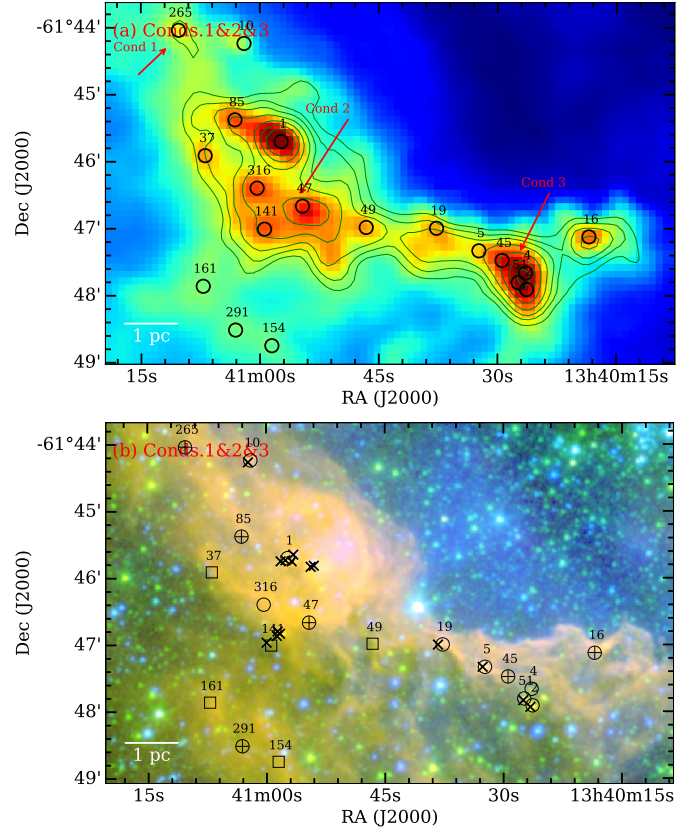 (a) Conds.1&2&3
265
10
Cond 1
-61°44'
45'
46'
47'
48'
49'
Dec (J2000)
85
1
Cond 2
37
316
47
141
49
19
Cond 3
16
5
45
4
51
161
291
154
1 pc
15s
41m00s
45s
30s
13h40m15s
RA (J2000)
(b) Conds.1&2&3
265
10
-61°44'
45'
46'
47'
48'
49'
Dec (J2000)
85
1
37
316
47
141
49
19
16
5
45
4
51
2
161
291
154
1 pc
15s
41m00s
45s
30s
13h40m15s
RA (J2000)